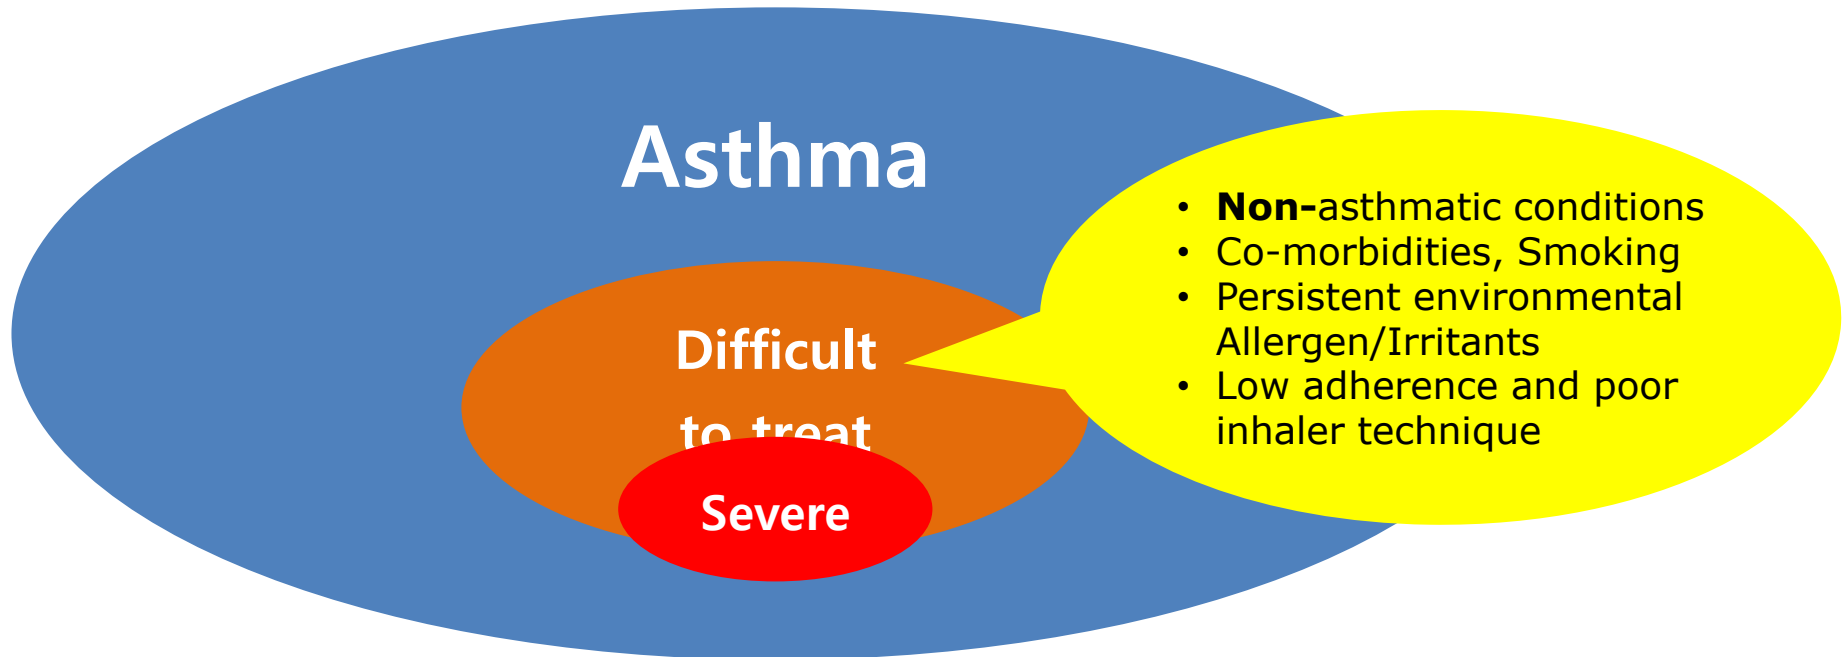 Asthma
Difficult
to treat
Severe
• Non-asthmatic conditions
• Co-morbidities, Smoking
• Persistent environmental
Allergen/Irritants
• Low adherence and poor
inhaler technique